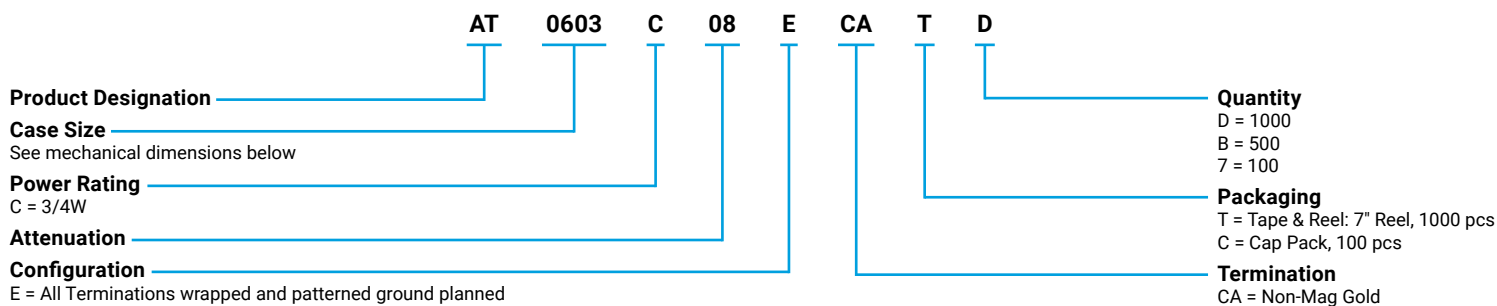 AT 0603 C 08 E CA T D
Product Designation
Case Size
See mechanical dimensions below
Power Rating
C = 3/4W
Attenuation
Configuration
E = All Terminations wrapped and patterned ground planned
Quantity
D = 1000
B = 500
7 = 100
Packaging
T = Tape & Reel: 7" Reel, 1000 pcs
C = Cap Pack, 100 pcs
Termination
CA = Non-Mag Gold